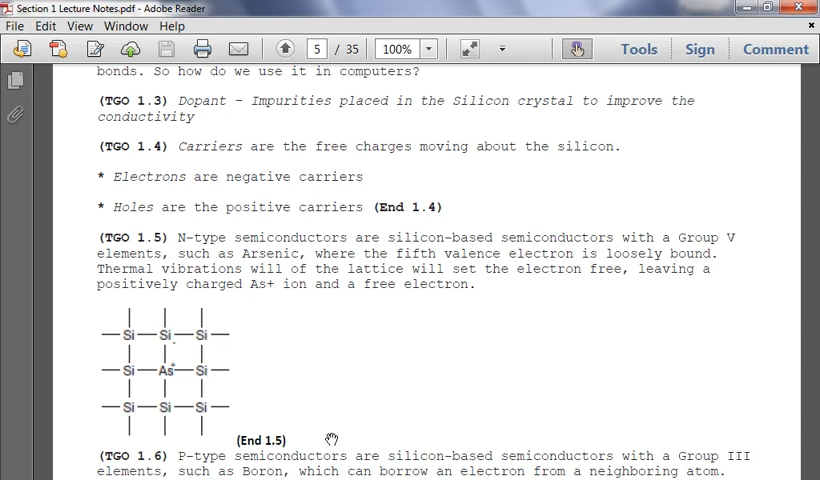 Section 1 Lecture Notes.pdf - Adobe Reader
File Edit View Window Help
5 / 35 100% Tools Sign Comment
bonds. So how do we use it in computers?
(TGO 1.3) Dopant - Impurities placed in the Silicon crystal to improve the
conductivity
(TGO 1.4) Carriers are the free charges moving about the silicon.
* Electrons are negative carriers
* Holes are the positive carriers (End 1.4)
(TGO 1.5) N-type semiconductors are silicon-based semiconductors with a Group V
elements, such as Arsenic, where the fifth valence electron is loosely bound.
Thermal vibrations will of the lattice will set the electron free, leaving a
positively charged As+ ion and a free electron.
Si Si Si
-
Si As+ Si
Si Si Si
(End 1.5)
(TGO 1.6) P-type semiconductors are silicon-based semiconductors with a Group III
elements, such as Boron, which can borrow an electron from a neighboring atom.